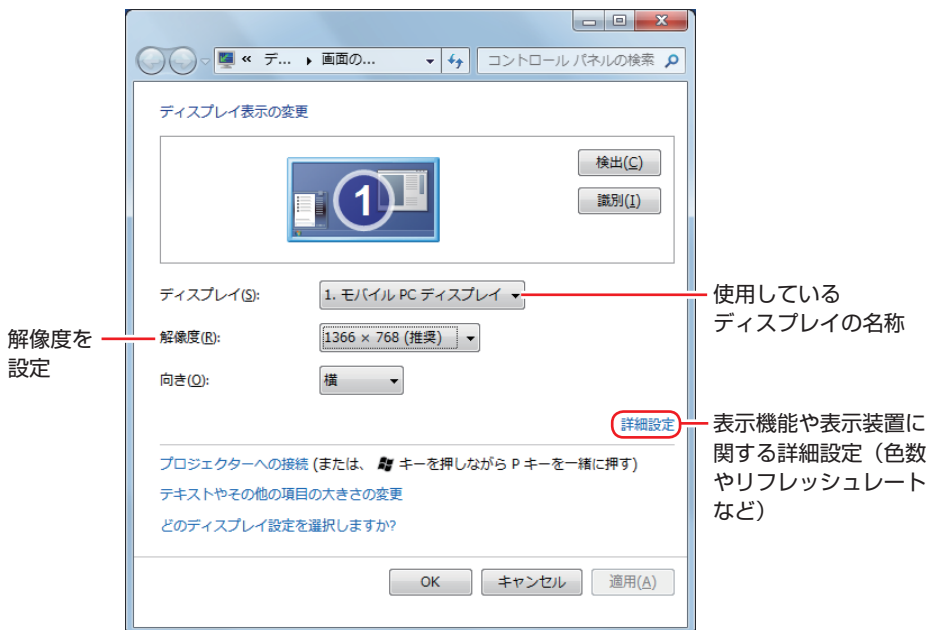 « デ... ▸ 画面の... コントロール パネルの検索
ディスプレイ表示の変更
1
検出(C)
識別(I)
ディスプレイ(S):
1. モバイル PC ディスプレイ
使用している
ディスプレイの名称
解像度を
設定
解像度(R):
1366 × 768 (推奨)
向き(O):
横
詳細設定
表示機能や表示装置に
関する詳細設定（色数
やリフレッシュレート
など）
プロジェクターへの接続 (または、 キーを押しながら P キーを一緒に押す)
テキストやその他の項目の大きさの変更
どのディスプレイ設定を選択しますか?
OK
キャンセル
適用(A)